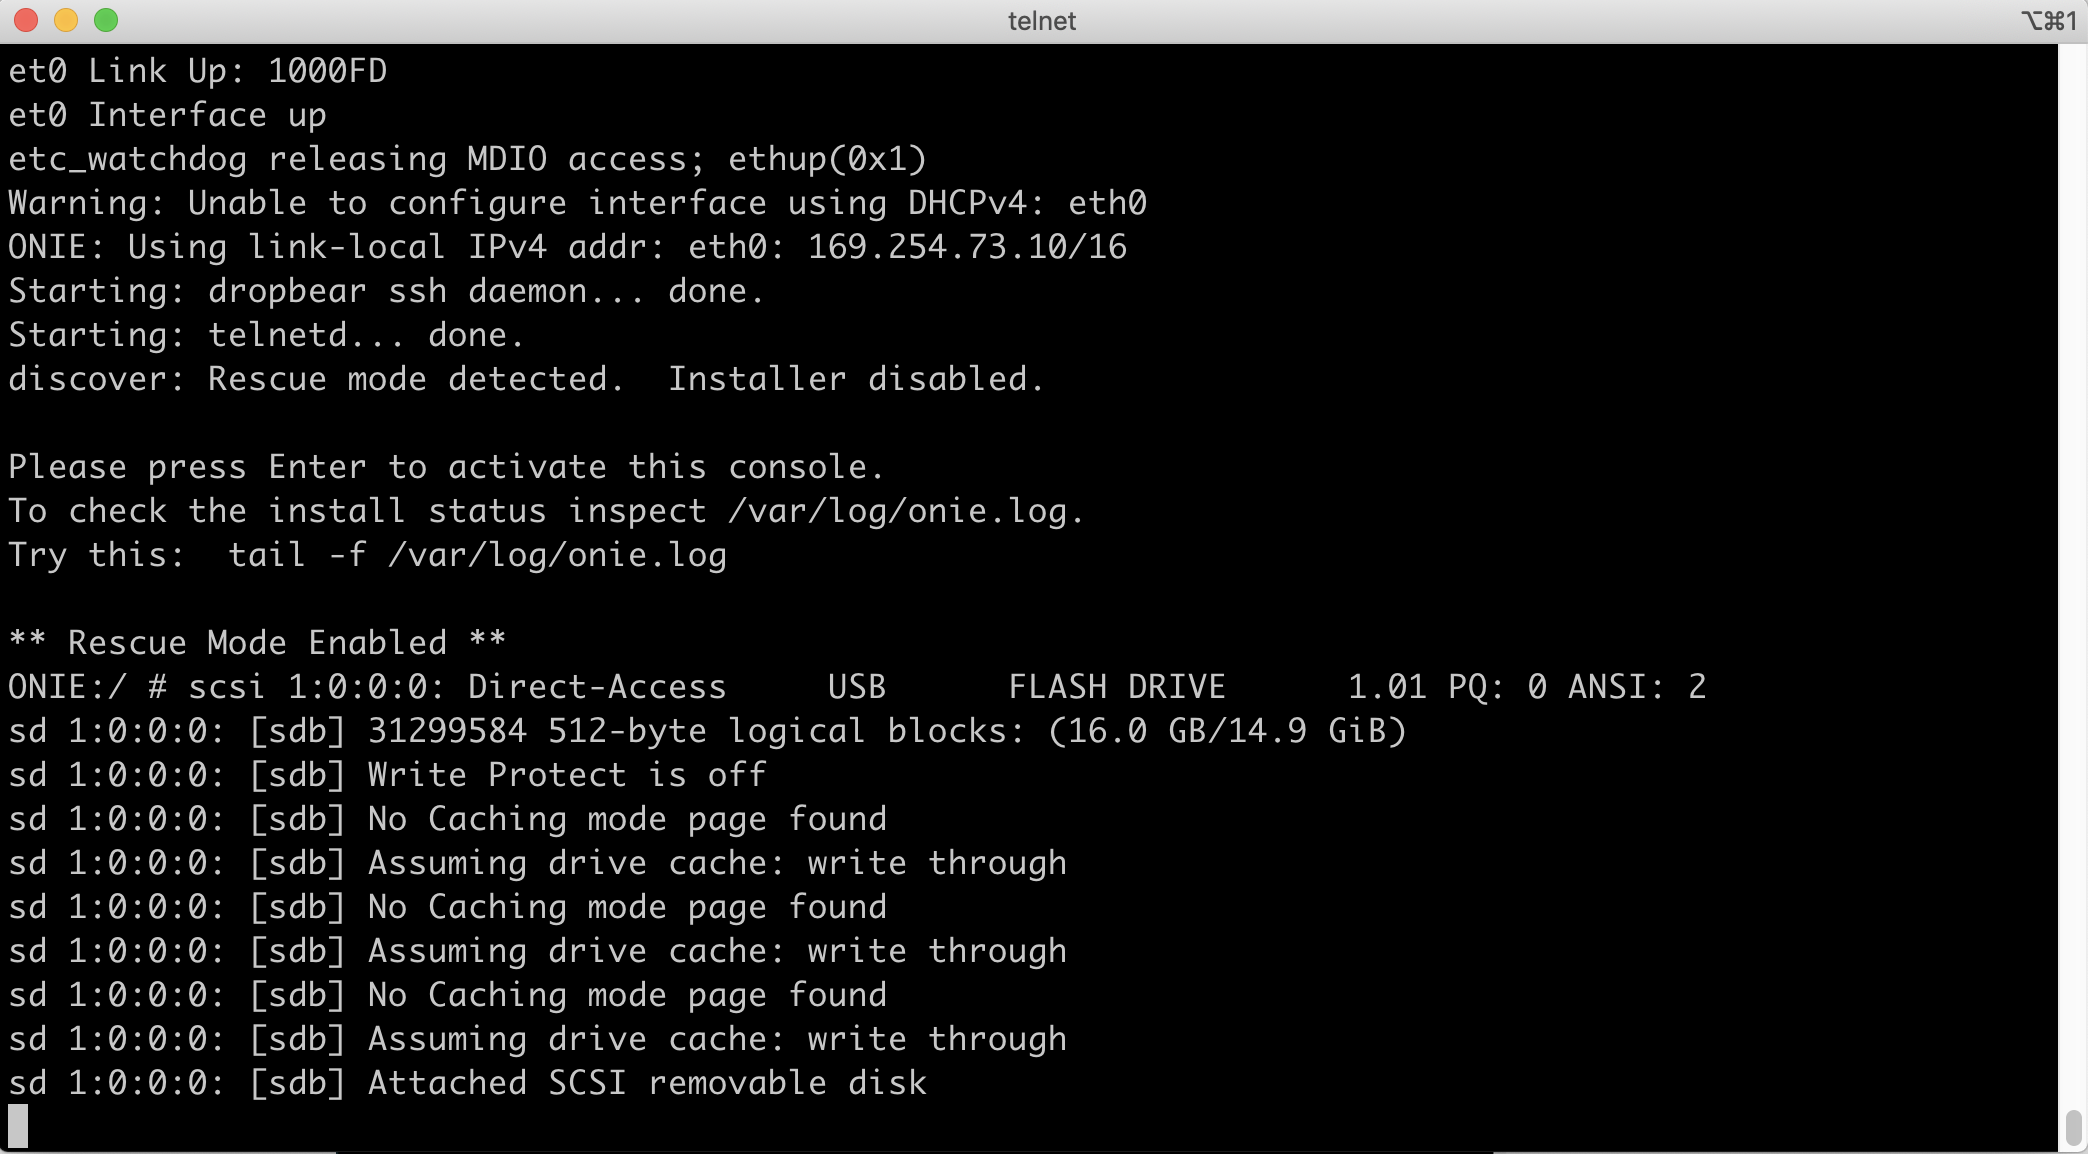 telnet
⌥⌘1
et0 Link Up: 1000FD
et0 Interface up
etc_watchdog releasing MDIO access; ethup(0x1)
Warning: Unable to configure interface using DHCPv4: eth0
ONIE: Using link-local IPv4 addr: eth0: 169.254.73.10/16
Starting: dropbear ssh daemon... done.
Starting: telnetd... done.
discover: Rescue mode detected.  Installer disabled.
Please press Enter to activate this console.
To check the install status inspect /var/log/onie.log.
Try this:  tail -f /var/log/onie.log
** Rescue Mode Enabled **
ONIE:/ # scsi 1:0:0:0: Direct-Access     USB      FLASH DRIVE      1.01 PQ: 0 ANSI: 2
sd 1:0:0:0: [sdb] 31299584 512-byte logical blocks: (16.0 GB/14.9 GiB)
sd 1:0:0:0: [sdb] Write Protect is off
sd 1:0:0:0: [sdb] No Caching mode page found
sd 1:0:0:0: [sdb] Assuming drive cache: write through
sd 1:0:0:0: [sdb] No Caching mode page found
sd 1:0:0:0: [sdb] Assuming drive cache: write through
sd 1:0:0:0: [sdb] No Caching mode page found
sd 1:0:0:0: [sdb] Assuming drive cache: write through
sd 1:0:0:0: [sdb] Attached SCSI removable disk